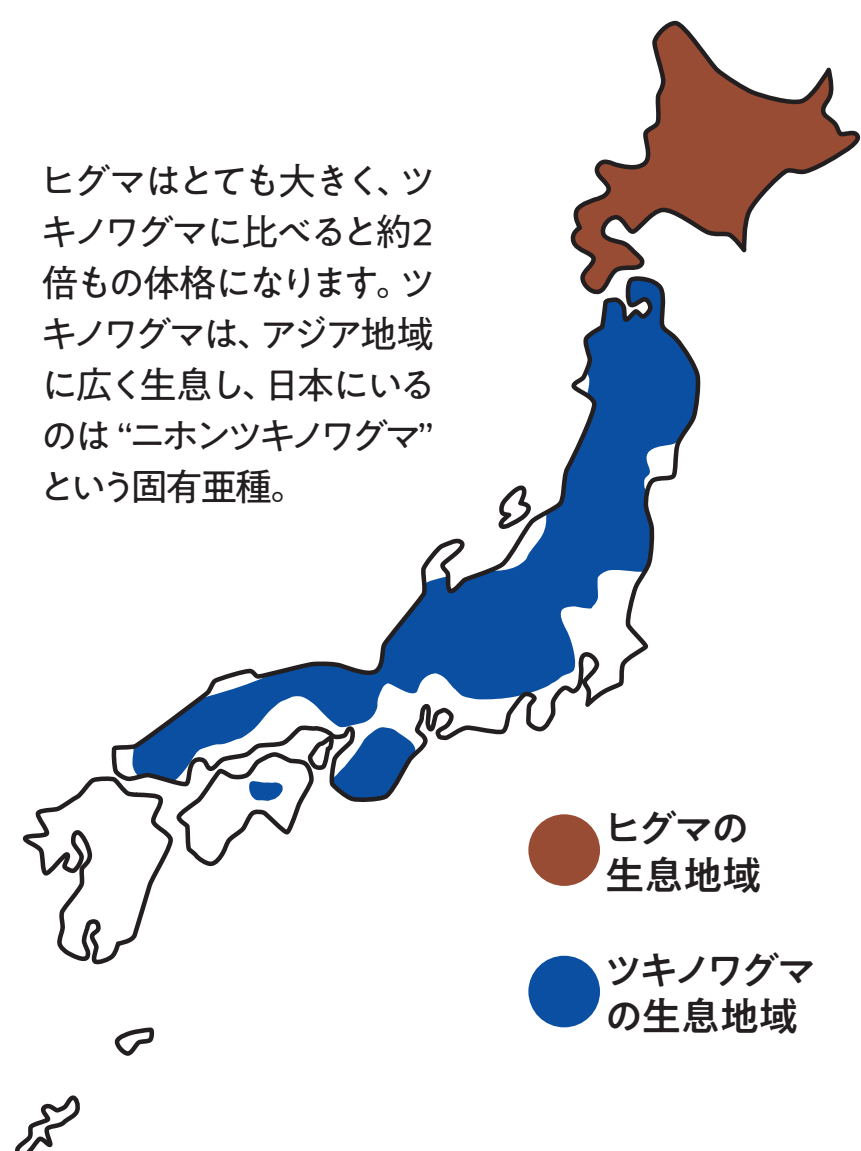 ヒグマはとても大きく、ツ
キノワグマに比べると約2
倍もの体格になります。ツ
キノワグマは、アジア地域
に広く生息し、日本にいる
のは “ニホンツキノワグマ”
という固有亜種。
ヒグマの
生息地域
ツキノワグマ
の生息地域